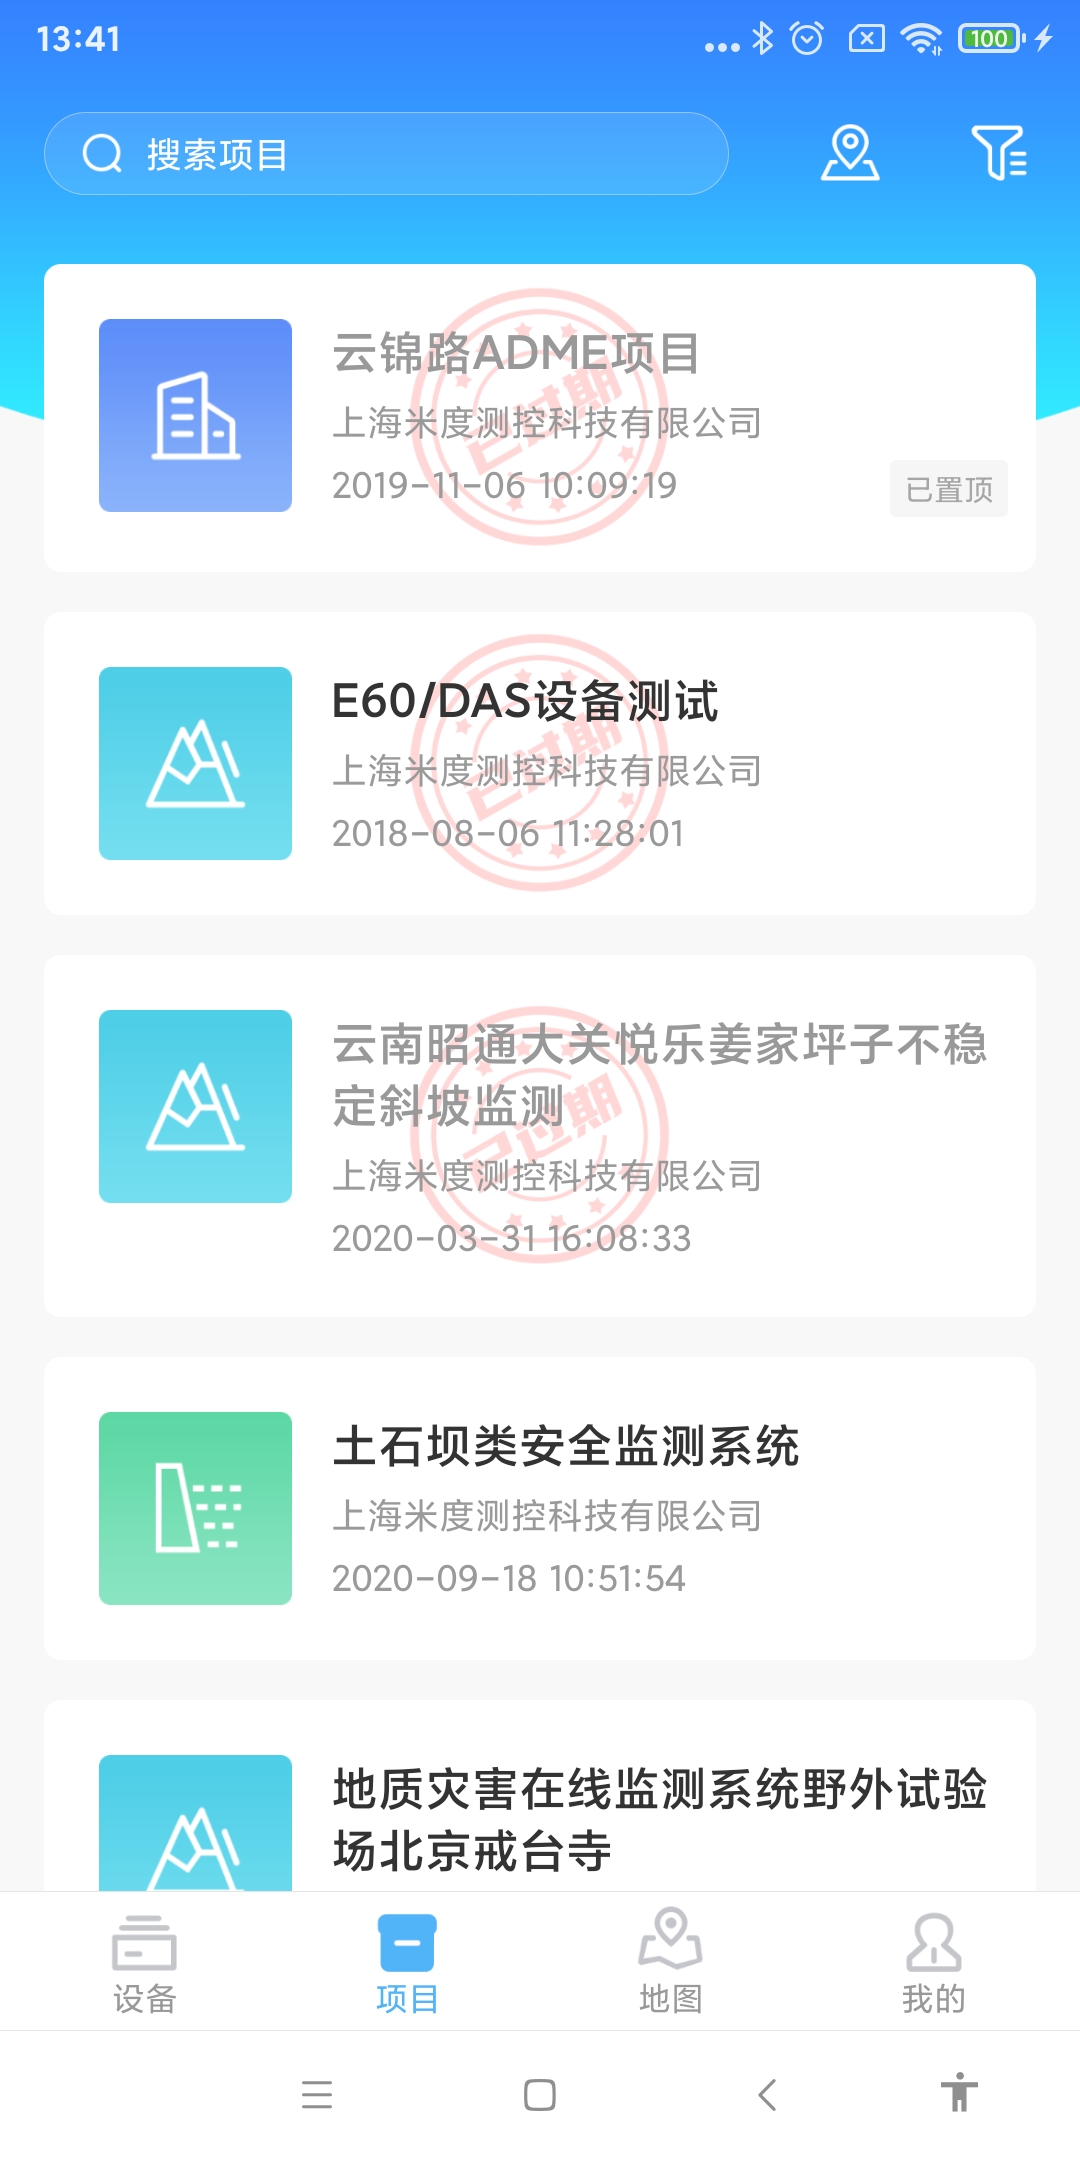 13:41
100
搜索项目
云锦路ADME项目
上海米度测控科技有限公司
2019-11-06 10:09:19
已过期
已置顶
E60/DAS设备测试
上海米度测控科技有限公司
2018-08-06 11:28:01
已过期
云南昭通大关悦乐姜家坪子不稳
定斜坡监测
上海米度测控科技有限公司
2020-03-31 16:08:33
已过期
土石坝类安全监测系统
上海米度测控科技有限公司
2020-09-18 10:51:54
地质灾害在线监测系统野外试验
场北京戒台寺
设备
项目
地图
我的